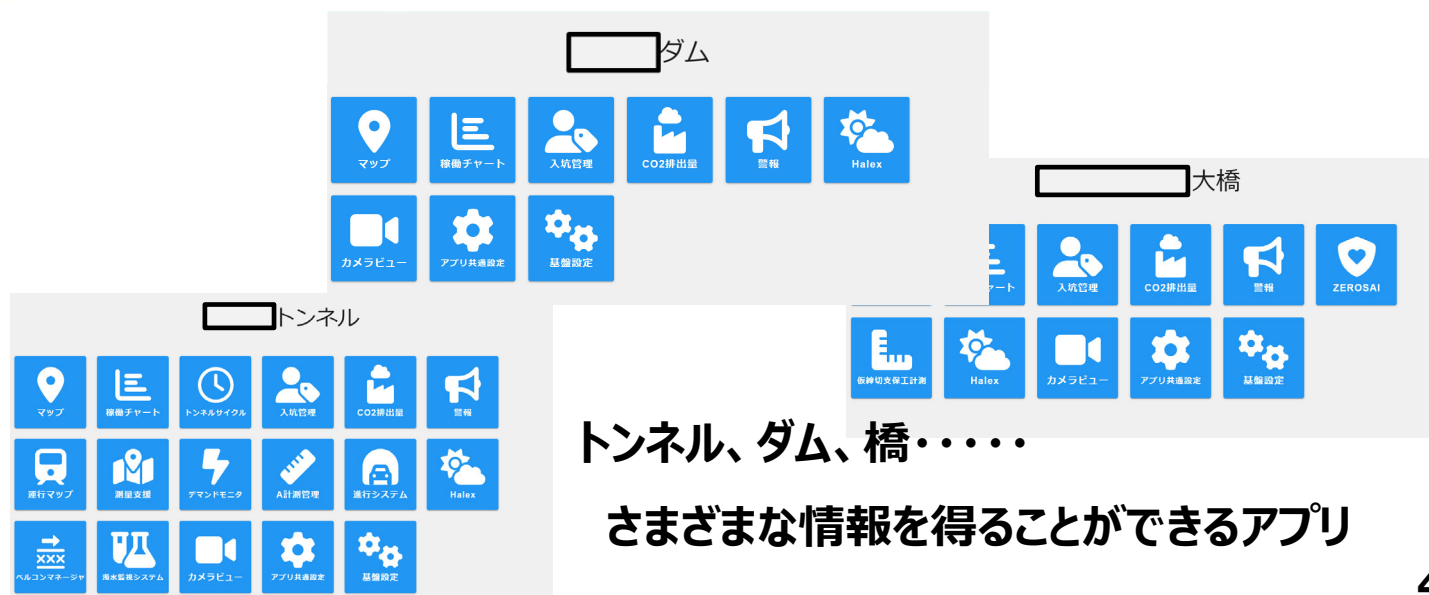 ダム
マップ 稼働チャート 入坑管理 CO2排出量 警報 Halex
カメラビュー アプリ共通設定 基盤設定
大橋
ート 入坑管理 CO2排出量 警報 ZEROSAI
仮締切支保工計測 Halex カメラビュー アプリ共通設定 基盤設定
トンネル
マップ 稼働チャート トンネルサイクル 入坑管理 CO2排出量 警報
運行マップ 測量支援 デマンドモニタ A計測管理 進行システム Halex
XXX
ベルコンマネージャ 濁水監視システム カメラビュー アプリ共通設定 基盤設定
トンネル、ダム、橋・・・・・
さまざまな情報を得ることができるアプリ